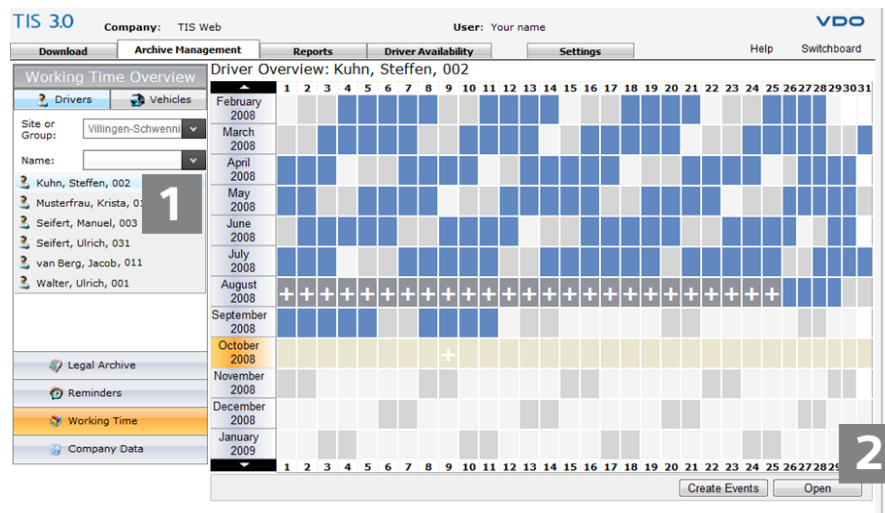 TIS 3.0 Company: TIS Web User: Your name VDO
Download Archive Management Reports Driver Availability Settings Help Switchboard
Working Time Overview
Drivers Vehicles
Site or Group: Villingen-Schwenni
Name:
Kuhn, Steffen, 002
Musterfrau, Krista, 01
Seifert, Manuel, 003
Seifert, Ulrich, 031
van Berg, Jacob, 011
Walter, Ulrich, 001
1
Legal Archive
Reminders
Working Time
Company Data
Driver Overview: Kuhn, Steffen, 002
1 2 3 4 5 6 7 8 9 10 11 12 13 14 15 16 17 18 19 20 21 22 23 24 25 26 27 28 29 30 31
February
2008
March
2008
April
2008
May
2008
June
2008
July
2008
August
2008
+ + + + + + + + + + + + + + + + + + + + + + + + +
September
2008
October
2008
+
November
2008
December
2008
January
2009
1 2 3 4 5 6 7 8 9 10 11 12 13 14 15 16 17 18 19 20 21 22 23 24 25 26 27 28 29
2
Create Events Open